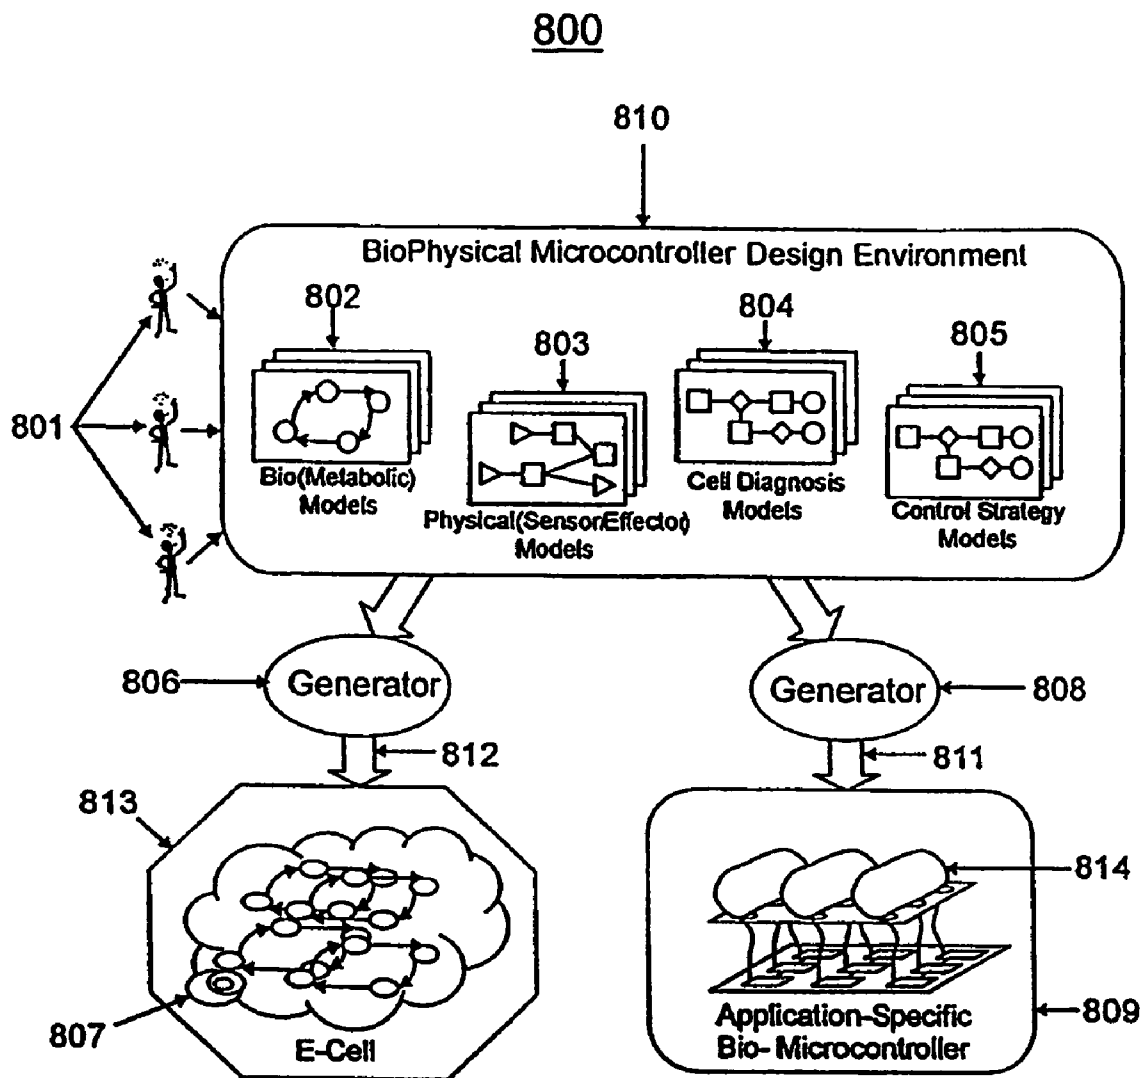 800
810
BioPhysical Microcontroller Design Environment
802
803
804
805
801
Bio(Metabolic)
Models
Physical(SensorEffector)
Models
Cell Diagnosis
Models
Control Strategy
Models
806
Generator
Generator
808
812
811
813
814
807
E-Cell
Application-Specific
Bio- Microcontroller
809